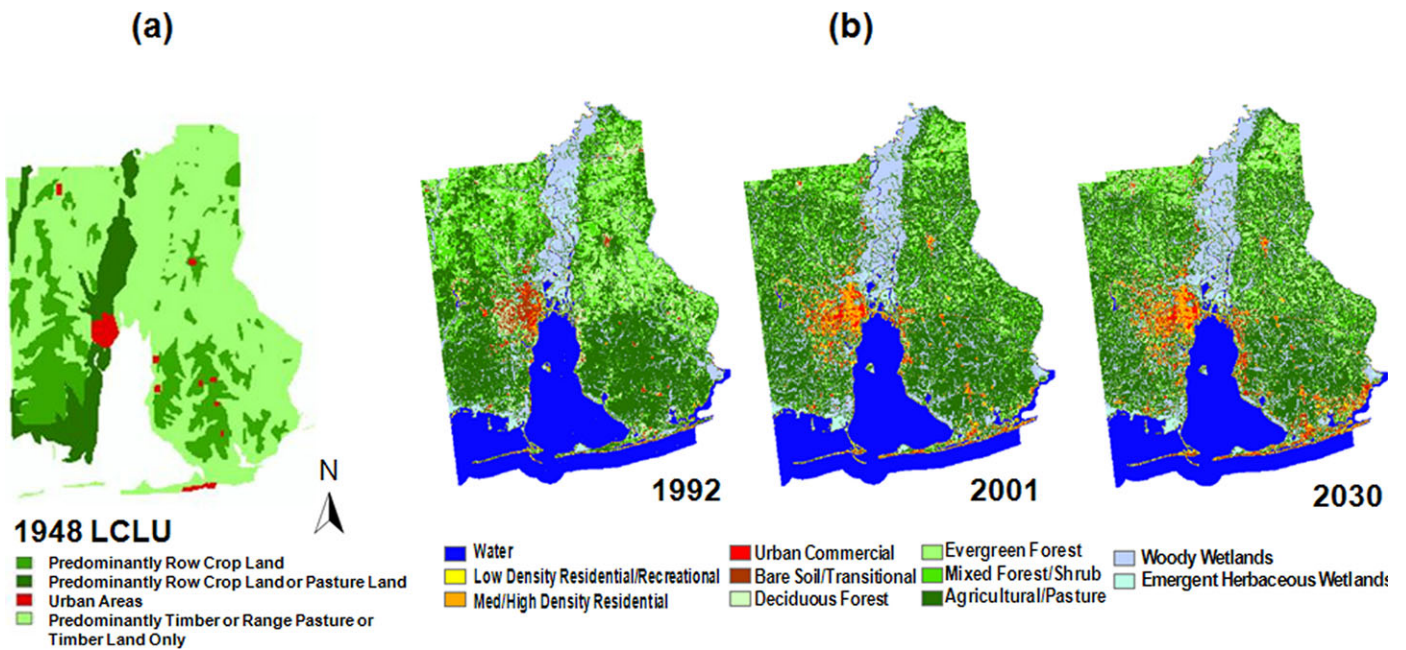 (a)
(b)
N
1992
2001
2030
1948 LCLU
Predominantly Row Crop Land
Predominantly Row Crop Land or Pasture Land
Urban Areas
Predominantly Timber or Range Pasture or
Timber Land Only
Water
Low Density Residential/Recreational
Med/High Density Residential
Urban Commercial
Bare Soil/Transitional
Deciduous Forest
Evergreen Forest
Mixed Forest/Shrub
Agricultural/Pasture
Woody Wetlands
Emergent Herbaceous Wetlands